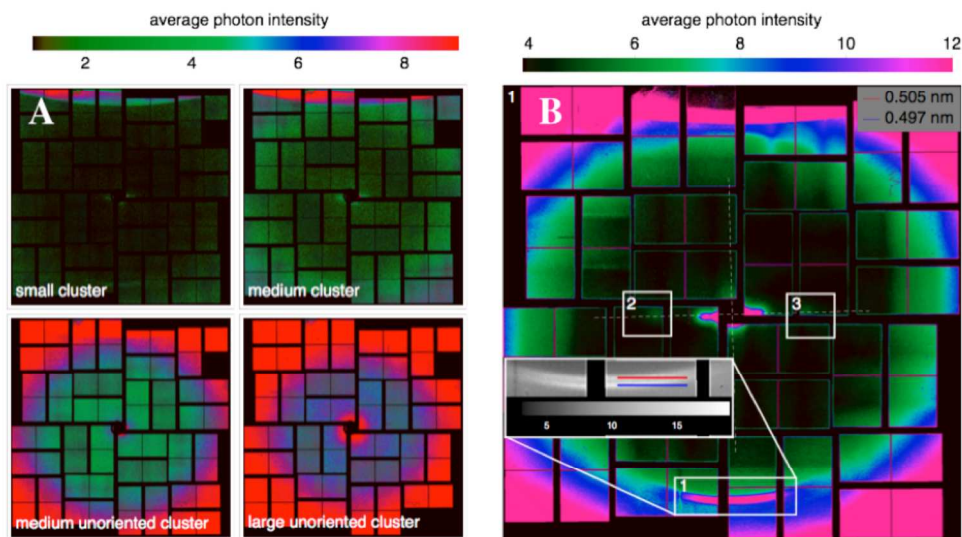 average photon intensity
2 4 6 8
A
small cluster
medium cluster
medium unoriented cluster
large unoriented cluster
average photon intensity
4 6 8 10 12
1
B
0.505 nm
0.497 nm
2
3
5 10 15
1